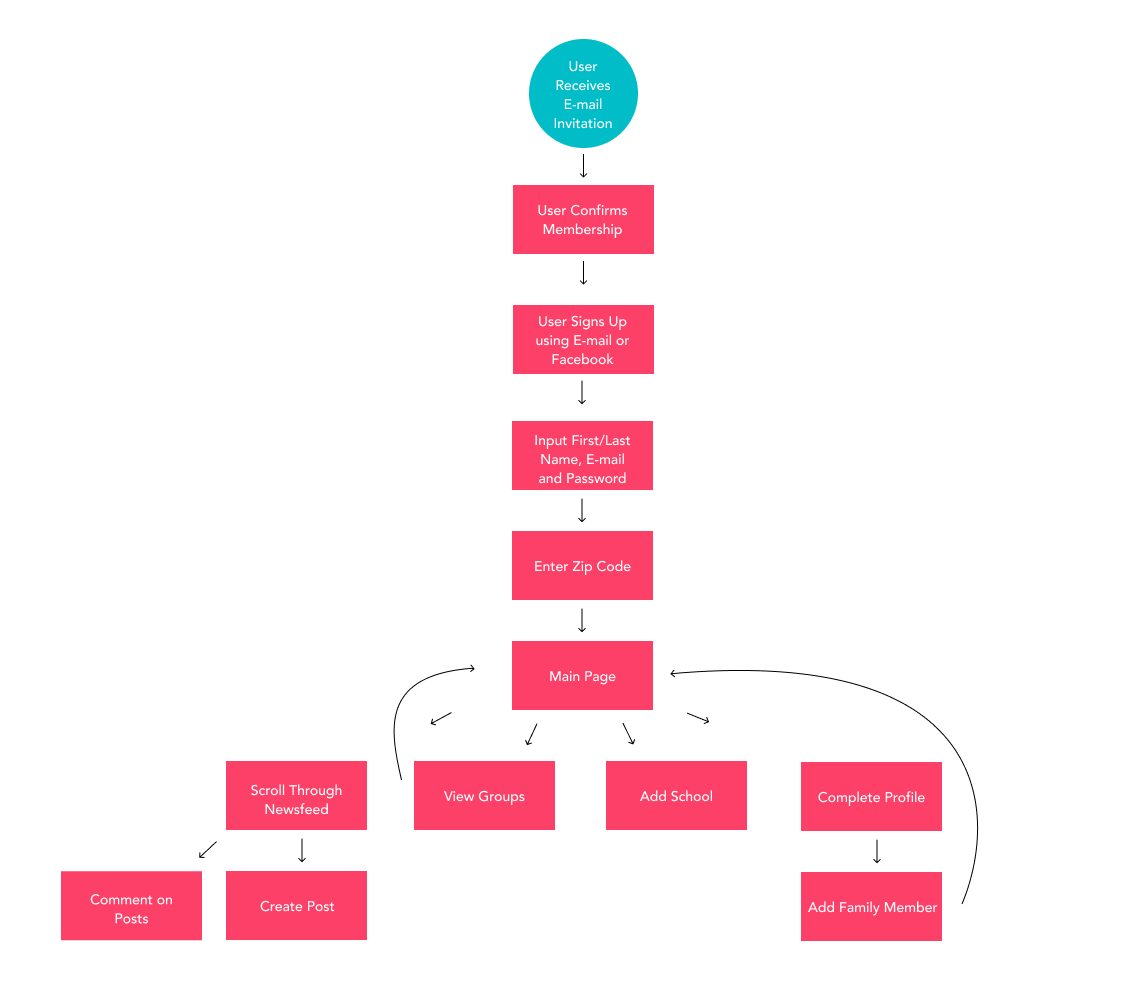 User
Receives
E-mail
Invitation
User Confirms
Membership
User Signs Up
using E-mail or
Facebook
Input First/Last
Name, E-mail
and Password
Enter Zip Code
Main Page
Scroll Through
Newsfeed
View Groups
Add School
Complete Profile
Comment on
Posts
Create Post
Add Family Member